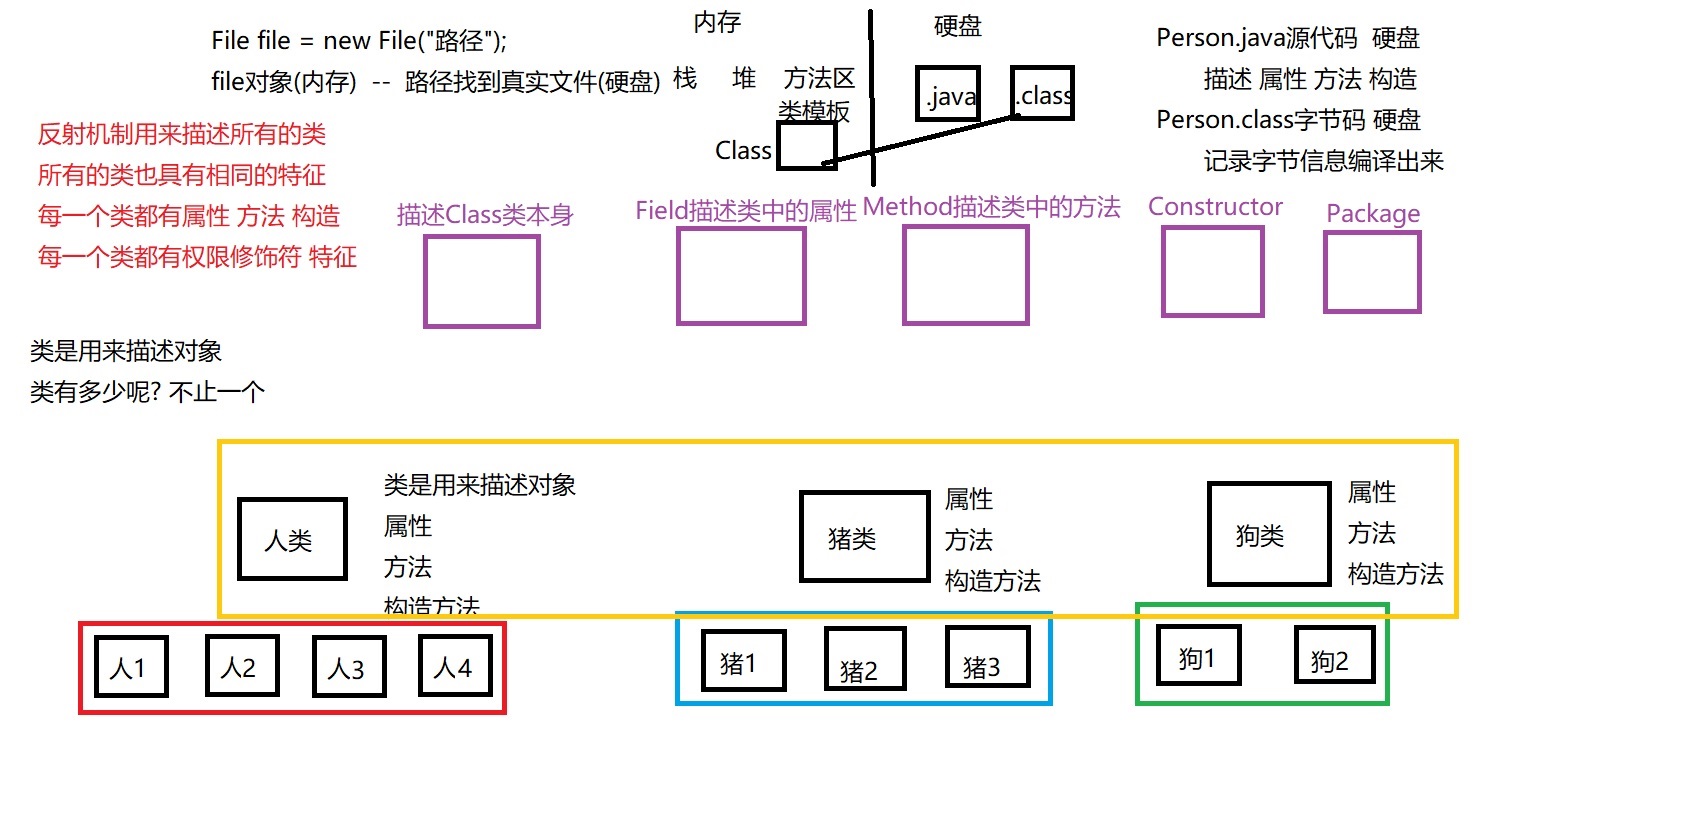 File file = new File("路径");
file对象(内存)  --  路径找到真实文件(硬盘)
内存
硬盘
栈 堆 方法区
类模板
Class
.java
.class
Person.java源代码 硬盘
描述 属性 方法 构造
Person.class字节码 硬盘
记录字节信息编译出来
反射机制用来描述所有的类
所有的类也具有相同的特征
每一个类都有属性 方法 构造
每一个类都有权限修饰符 特征
描述Class类本身
Field描述类中的属性
Method描述类中的方法
Constructor
Package
类是用来描述对象
类有多少呢? 不止一个
人类
类是用来描述对象
属性
方法
构造方法
猪类
属性
方法
构造方法
狗类
属性
方法
构造方法
人1
人2
人3
人4
猪1
猪2
猪3
狗1
狗2